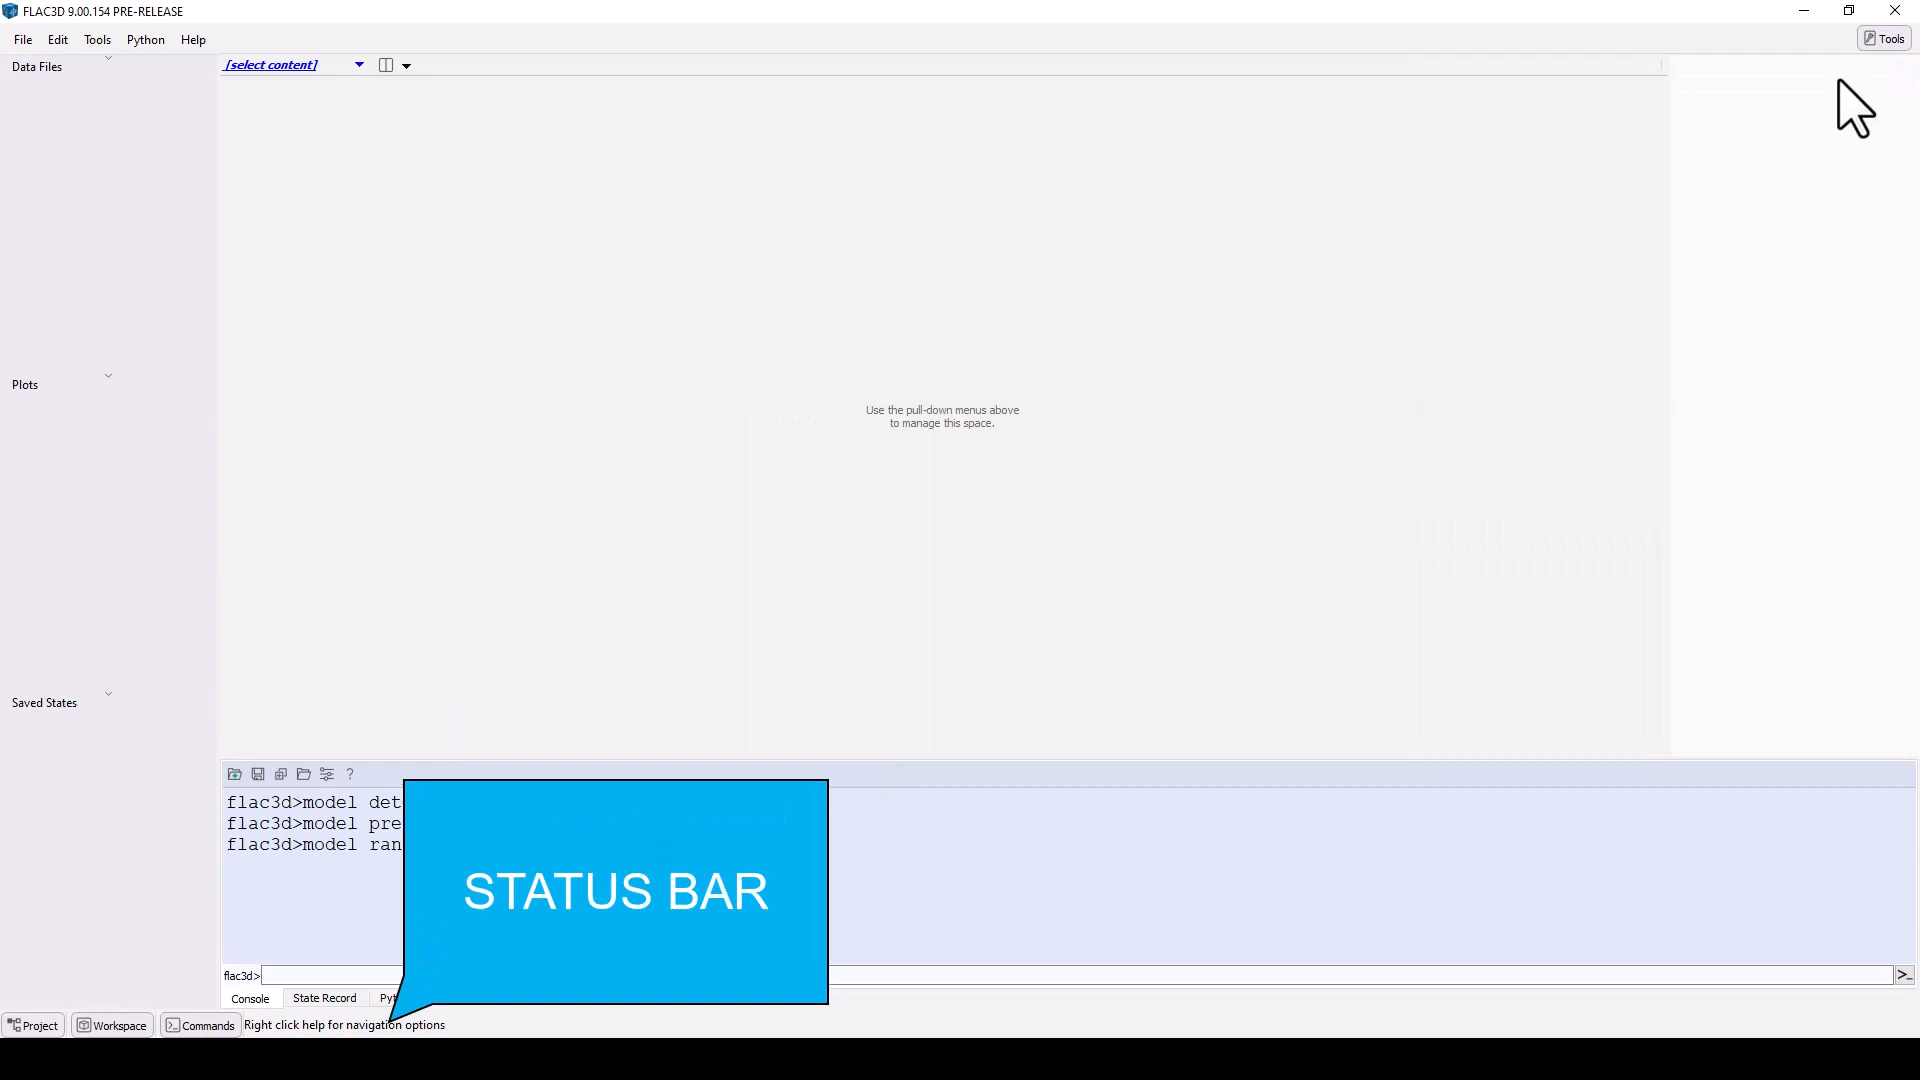 FLAC3D 9.00.154 PRE-RELEASE
File Edit Tools Python Help
Tools
Data Files
[select content]
Use the pull-down menus above
to manage this space.
Plots
Saved States
?
flac3d>model det
flac3d>model pre
flac3d>model ran
STATUS BAR
flac3d>
>_
Console State Record Pyt
Project Workspace Commands Right click help for navigation options